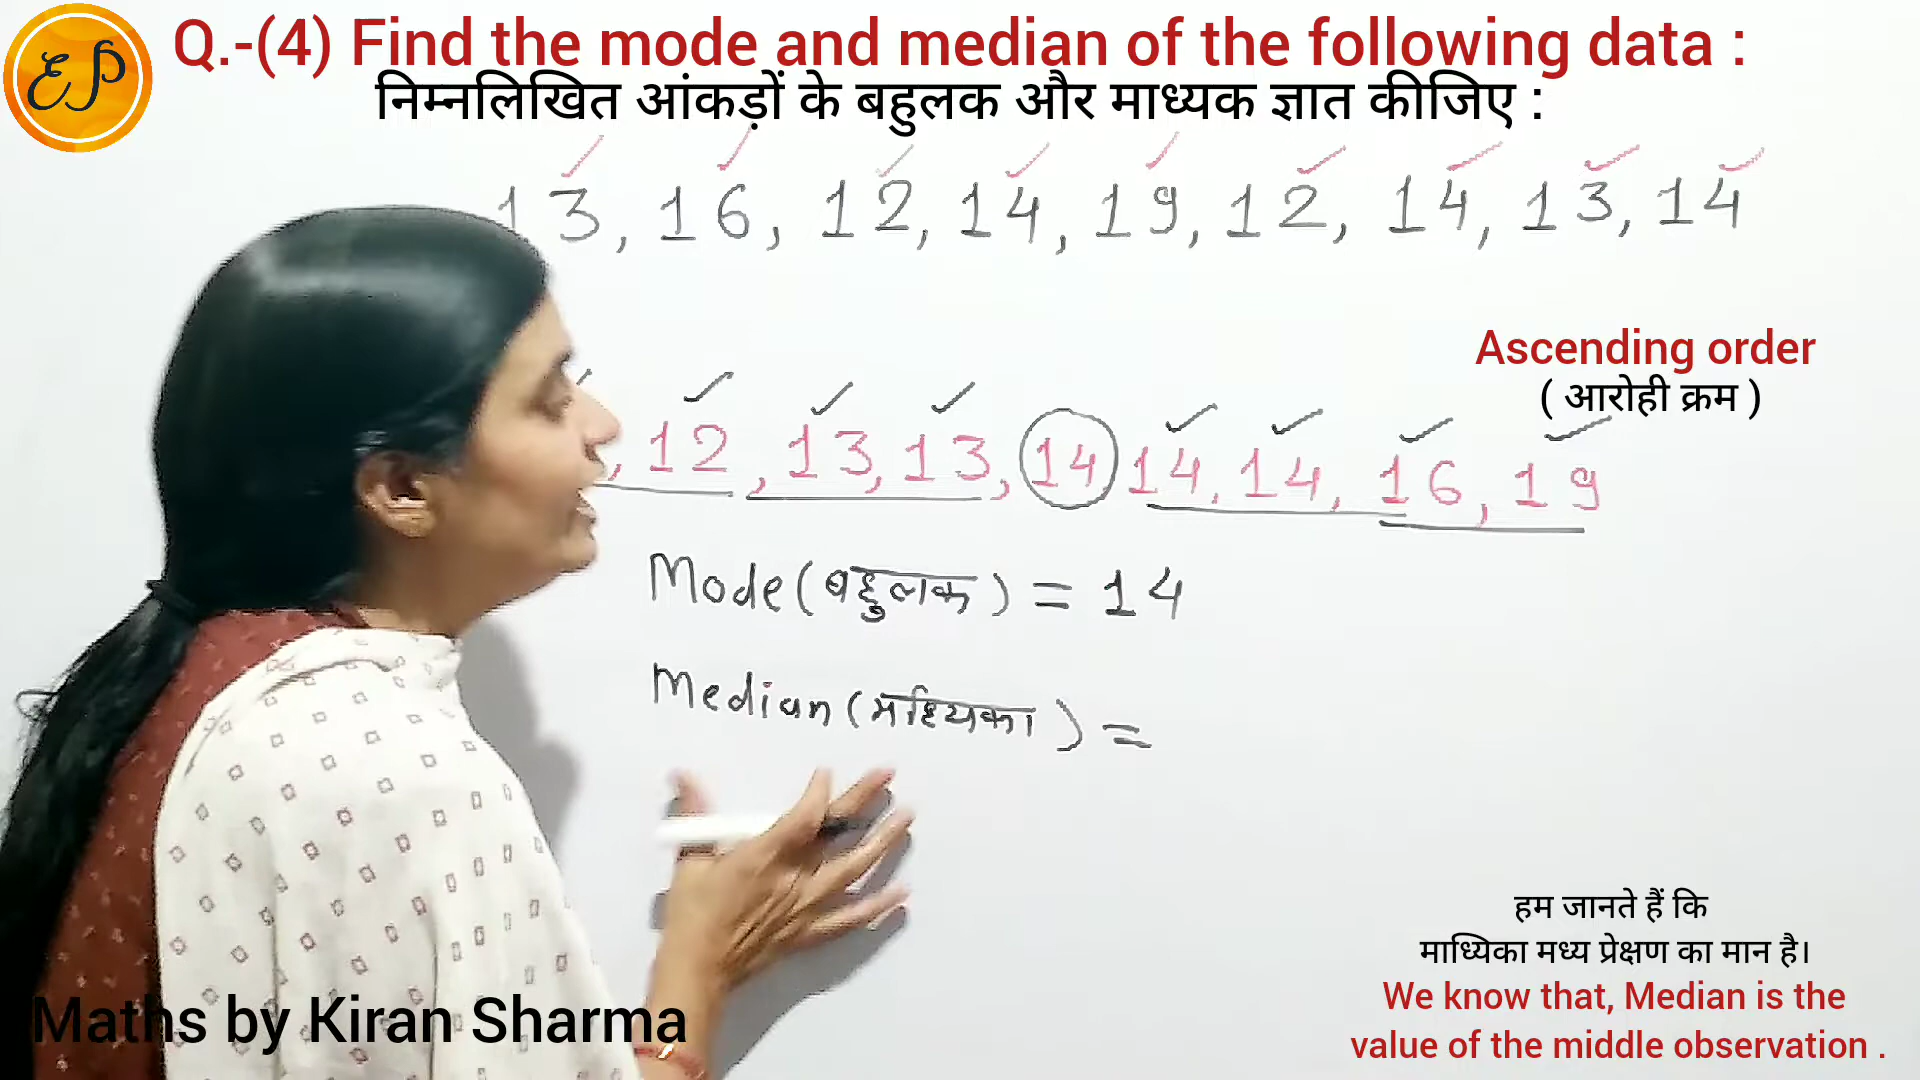 EP
Q.-(4) Find the mode and median of the following data :
निम्नलिखित आंकड़ों के बहुलक और माध्यक ज्ञात कीजिए :
13, 16, 12, 14, 19, 12, 14, 13, 14
Ascending order
( आरोही क्रम )
, 12, 13, 13, 14 14, 14, 16, 19
Mode (बहुलक) = 14
Median (मध्यिका) =
हम जानते हैं कि
माध्यिका मध्य प्रेक्षण का मान है।
We know that, Median is the
value of the middle observation .
Maths by Kiran Sharma